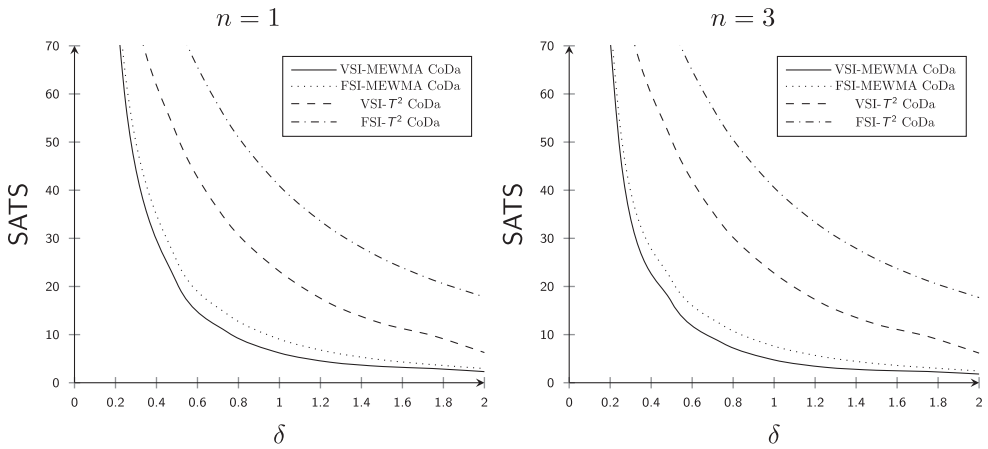 n = 1
SATS
70
60
50
40
30
20
10
0
VSI-MEWMA CoDa
FSI-MEWMA CoDa
VSI-T² CoDa
FSI-T² CoDa
0 0.2 0.4 0.6 0.8 1 1.2 1.4 1.6 1.8 2
δ
n = 3
SATS
70
60
50
40
30
20
10
0
VSI-MEWMA CoDa
FSI-MEWMA CoDa
VSI-T² CoDa
FSI-T² CoDa
0 0.2 0.4 0.6 0.8 1 1.2 1.4 1.6 1.8 2
δ